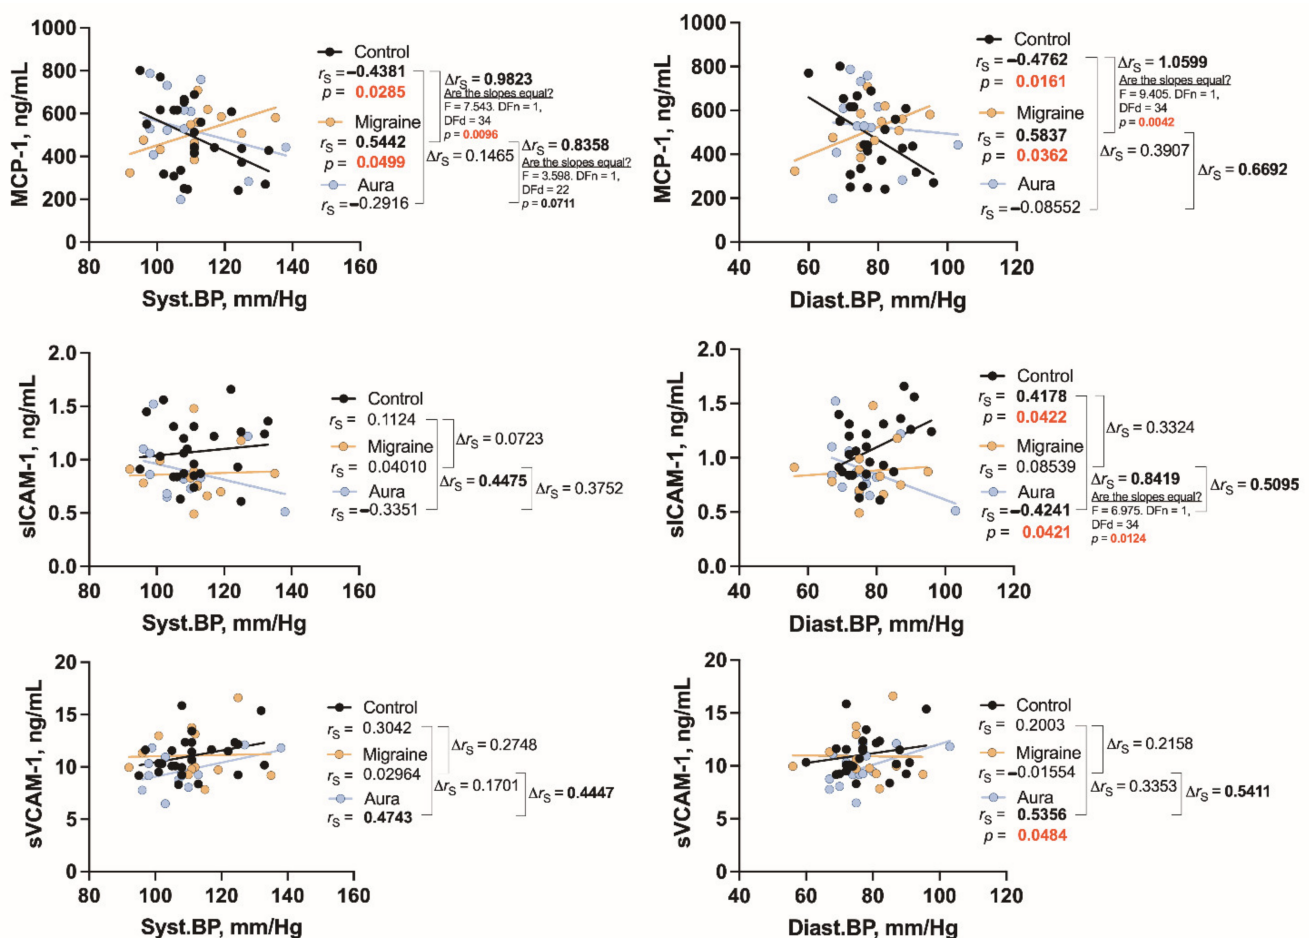 1000
800
600
400
200
0
80
100
120
140
160
MCP-1, ng/mL
Syst.BP, mm/Hg
Control
rS = −0.4381
p = 0.0285
Migraine
rS = 0.5442
p = 0.0499
Aura
rS = −0.2916
ΔrS = 0.9823
Are the slopes equal?
F = 7.543. DFn = 1,
DFd = 34
p = 0.0096
ΔrS = 0.1465
ΔrS = 0.8358
Are the slopes equal?
F = 3.598. DFn = 1,
DFd = 22
p = 0.0711
1000
800
600
400
200
0
40
60
80
100
120
MCP-1, ng/mL
Diast.BP, mm/Hg
Control
rS = −0.4762
p = 0.0161
Migraine
rS = 0.5837
p = 0.0362
Aura
rS = −0.08552
ΔrS = 1.0599
Are the slopes equal?
F = 9.405. DFn = 1,
DFd = 34
p = 0.0042
ΔrS = 0.3907
ΔrS = 0.6692
2.0
1.5
1.0
0.5
0.0
80
100
120
140
160
sICAM-1, ng/mL
Syst.BP, mm/Hg
Control
rS = 0.1124
Migraine
rS = 0.04010
Aura
rS = −0.3351
ΔrS = 0.0723
ΔrS = 0.4475
ΔrS = 0.3752
2.0
1.5
1.0
0.5
0.0
40
60
80
100
120
sICAM-1, ng/mL
Diast.BP, mm/Hg
Control
rS = 0.4178
p = 0.0422
Migraine
rS = 0.08539
Aura
rS = −0.4241
p = 0.0421
ΔrS = 0.3324
ΔrS = 0.8419
Are the slopes equal?
F = 6.975. DFn = 1,
DFd = 34
p = 0.0124
ΔrS = 0.5095
20
15
10
5
0
80
100
120
140
160
sVCAM-1, ng/mL
Syst.BP, mm/Hg
Control
rS = 0.3042
Migraine
rS = 0.02964
Aura
rS = 0.4743
ΔrS = 0.2748
ΔrS = 0.1701
ΔrS = 0.4447
20
15
10
5
0
40
60
80
100
120
sVCAM-1, ng/mL
Diast.BP, mm/Hg
Control
rS = 0.2003
Migraine
rS = −0.01554
Aura
rS = 0.5356
p = 0.0484
ΔrS = 0.2158
ΔrS = 0.3353
ΔrS = 0.5411